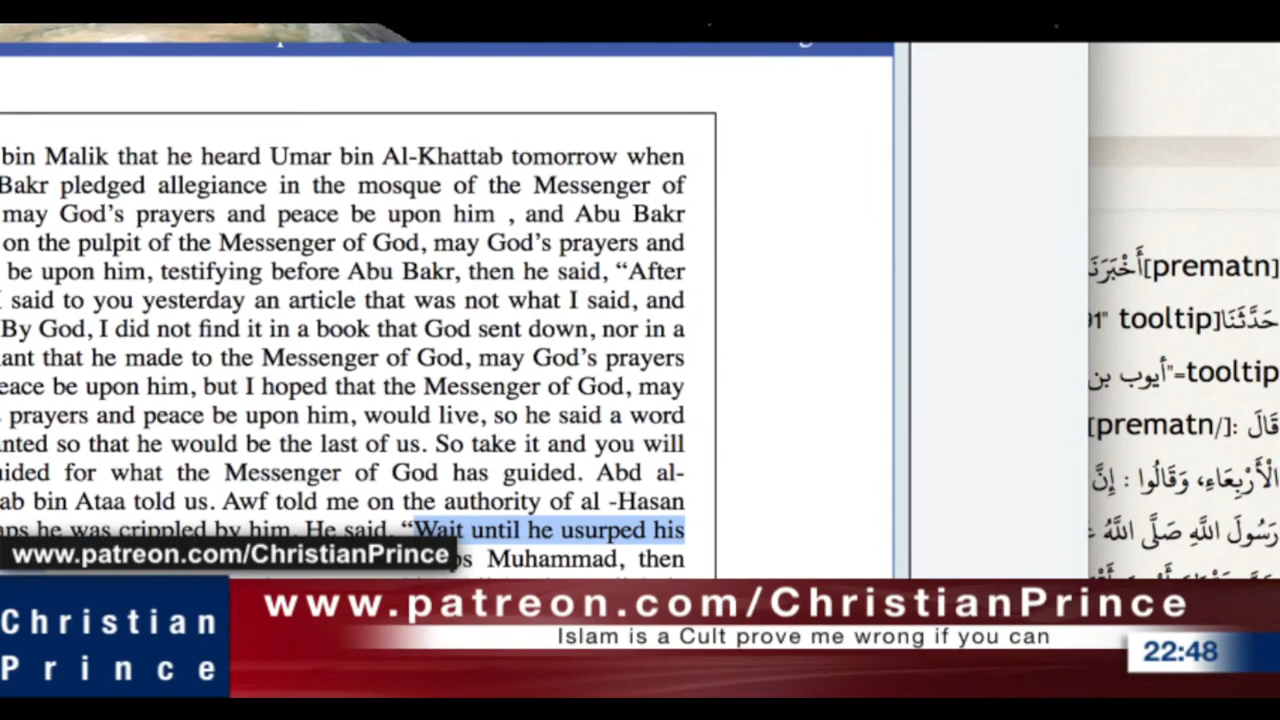 bin Malik that he heard Umar bin Al-Khattab tomorrow when
Bakr pledged allegiance in the mosque of the Messenger of
may God’s prayers and peace be upon him , and Abu Bakr
on the pulpit of the Messenger of God, may God’s prayers and
be upon him, testifying before Abu Bakr, then he said, “After
I said to you yesterday an article that was not what I said, and
By God, I did not find it in a book that God sent down, nor in a
that he made to the Messenger of God, may God’s prayers
eace be upon him, but I hoped that the Messenger of God, may
prayers and peace be upon him, would live, so he said a word
nted so that he would be the last of us. So take it and you will
uided for what the Messenger of God has guided. Abd al-
ab bin Ataa told us. Awf told me on the authority of al -Hasan
aps he was crippled by him. He said, “Wait until he usurped his
ps Muhammad, then
[prematn]أَخْبَرَنَ
حَدَّثَنَا[tooltip "91
tooltip="أيوب بن
قَالَ :[/prematn]
الْأَرْبِعَاءِ، وَقَالُوا : إِنَّ
رَسُولَ اللَّهِ صَلَّى اللَّهُ
www.patreon.com/ChristianPrince
Christian
Prince
www.patreon.com/ChristianPrince
Islam is a Cult prove me wrong if you can
22:48